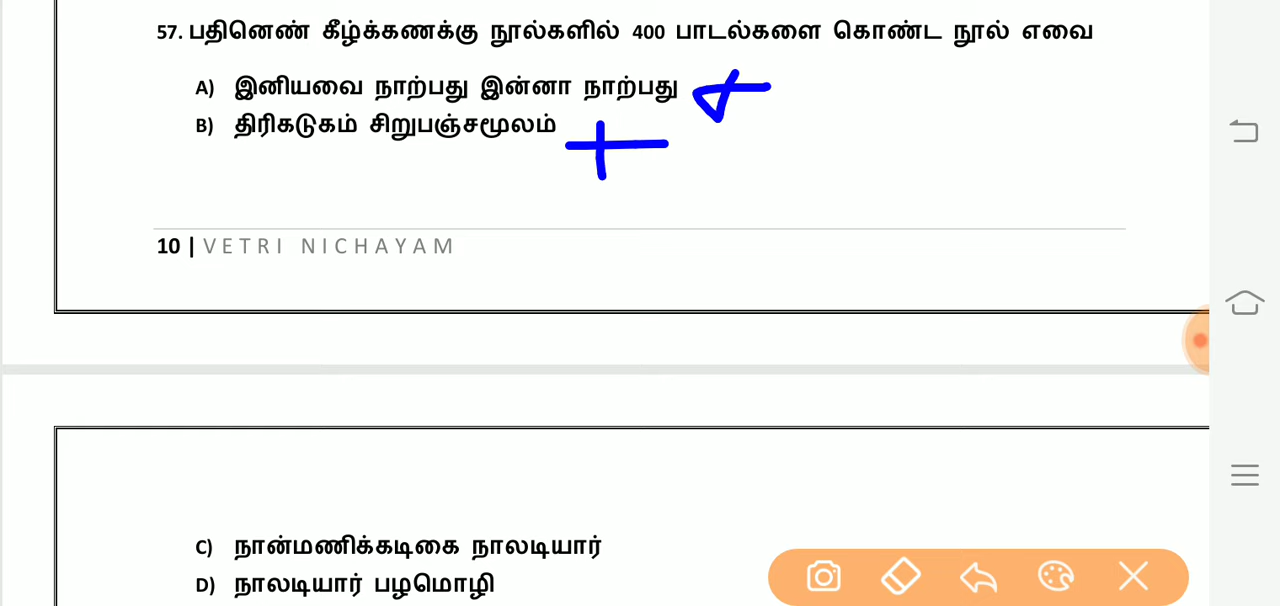 57. பதினெண் கீழ்க்கணக்கு நூல்களில் 400 பாடல்களை கொண்ட நூல் எவை
A) இனியவை நாற்பது இன்னா நாற்பது
B) திரிகடுகம் சிறுபஞ்சமூலம்
10 | VETRI NICHAYAM
C) நான்மணிக்கடிகை நாலடியார்
D) நாலடியார் பழமொழி